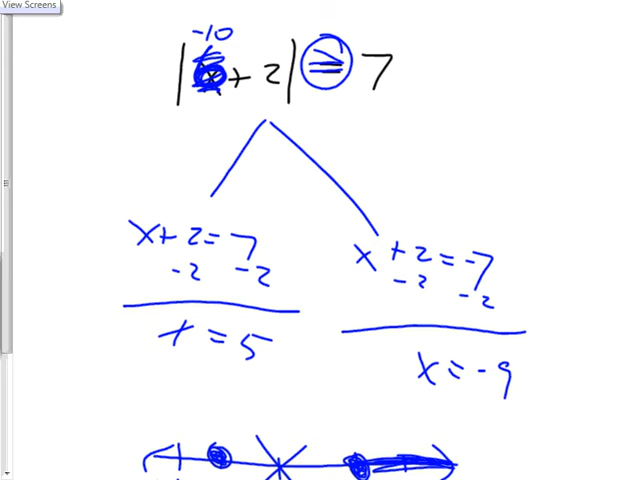 View Screens
-10
|x + 2| ≥ 7
x + 2 = 7
-2 -2
x = 5
x + 2 = -7
-2 -2
x = -9